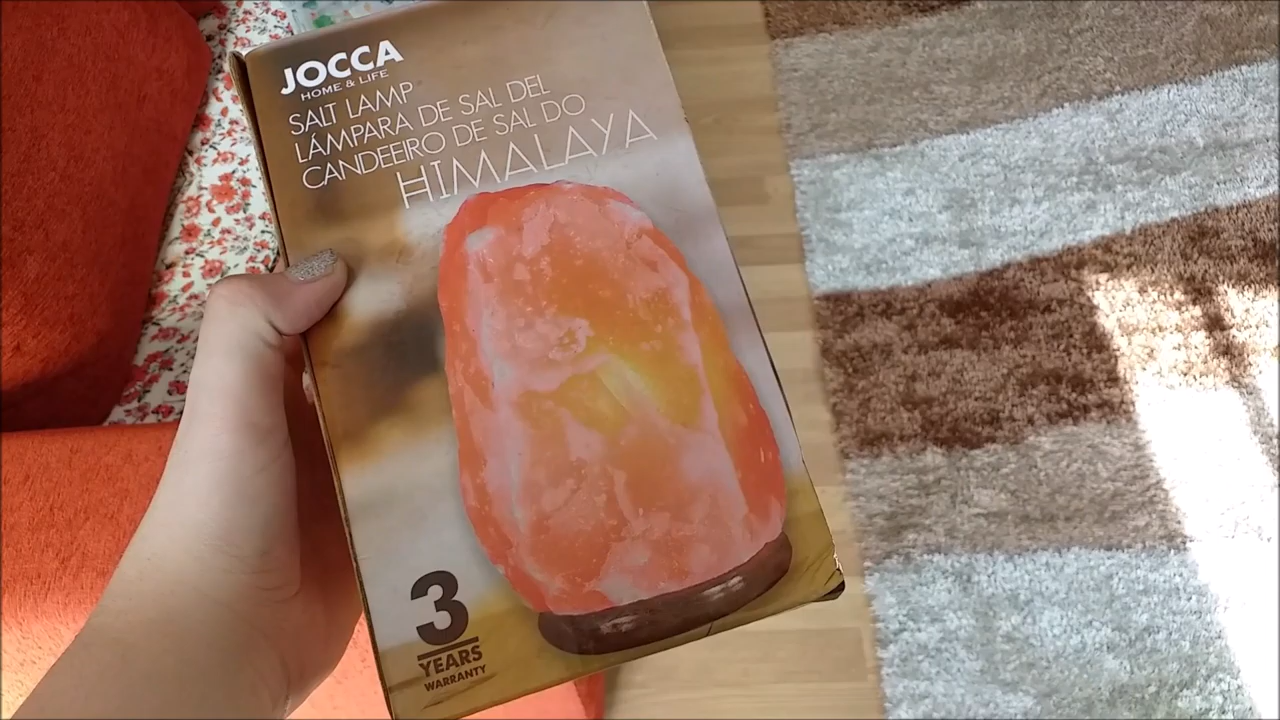 JOCCA
HOME & LIFE
SALT LAMP
LÁMPARA DE SAL DEL
CANDEEIRO DE SAL DO
HIMALAYA
3
YEARS
WARRANTY